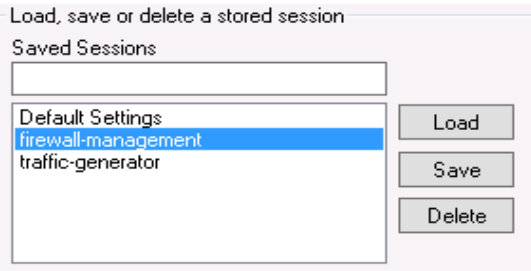 Load, save or delete a stored session
Saved Sessions
Default Settings
firewall-management
traffic-generator
Load
Save
Delete